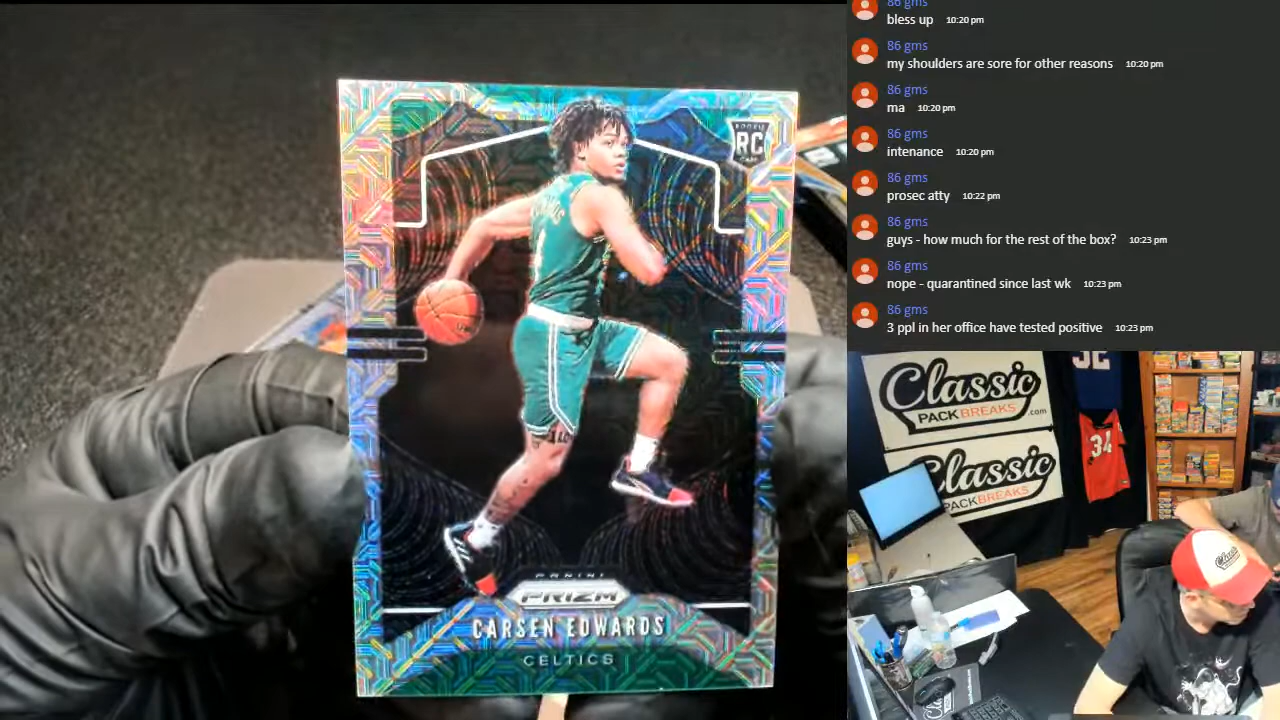 ROOKIE
RC
CARD
PANINI
PRIZM
CARSEN EDWARDS
CELTICS
86 gms
bless up 10:20 pm
86 gms
my shoulders are sore for other reasons 10:20 pm
86 gms
ma 10:20 pm
86 gms
intenance 10:20 pm
86 gms
prosec atty 10:22 pm
86 gms
guys - how much for the rest of the box? 10:23 pm
86 gms
nope - quarantined since last wk 10:23 pm
86 gms
3 ppl in her office have tested positive 10:23 pm
Classic
PACKBREAKS.com
Classic
PACKBREAKS
34
Classic